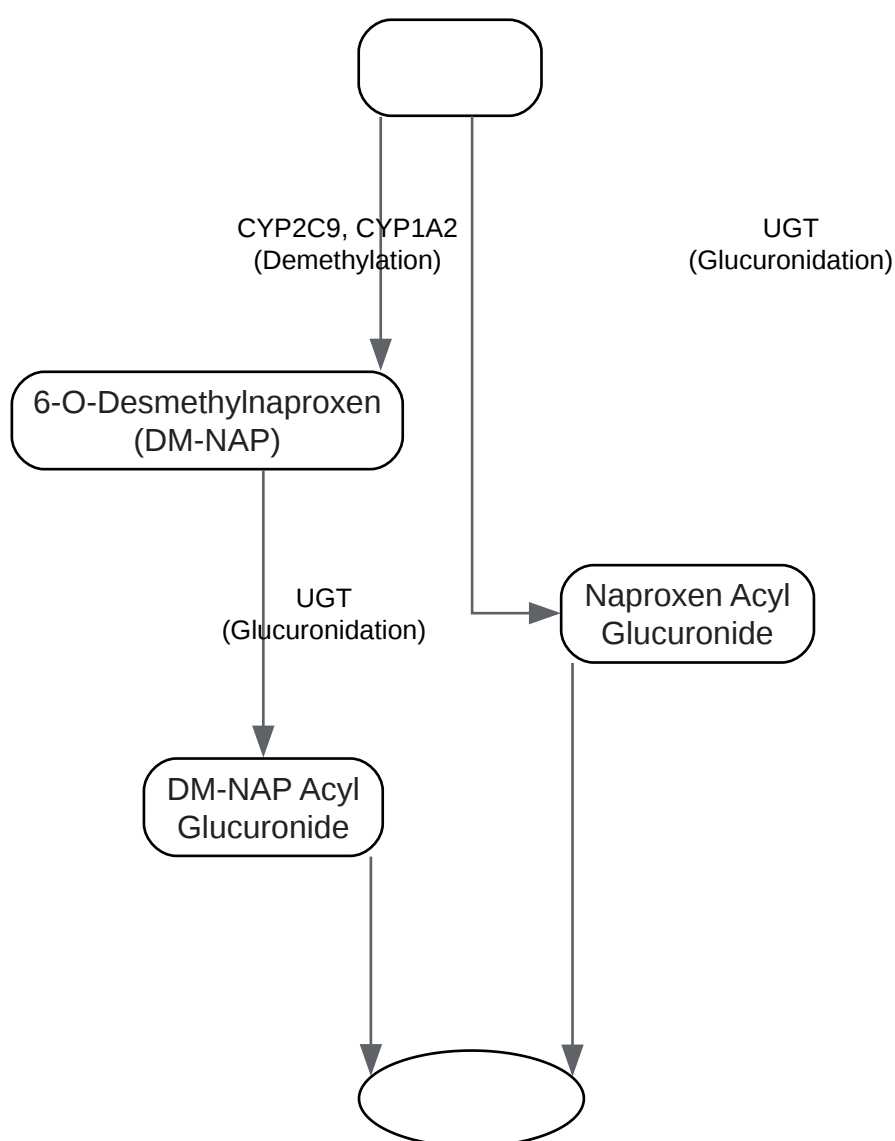 CYP2C9, CYP1A2
(Demethylation)
UGT
(Glucuronidation)
6-O-Desmethylnaproxen
(DM-NAP)
UGT
(Glucuronidation)
Naproxen Acyl
Glucuronide
DM-NAP Acyl
Glucuronide